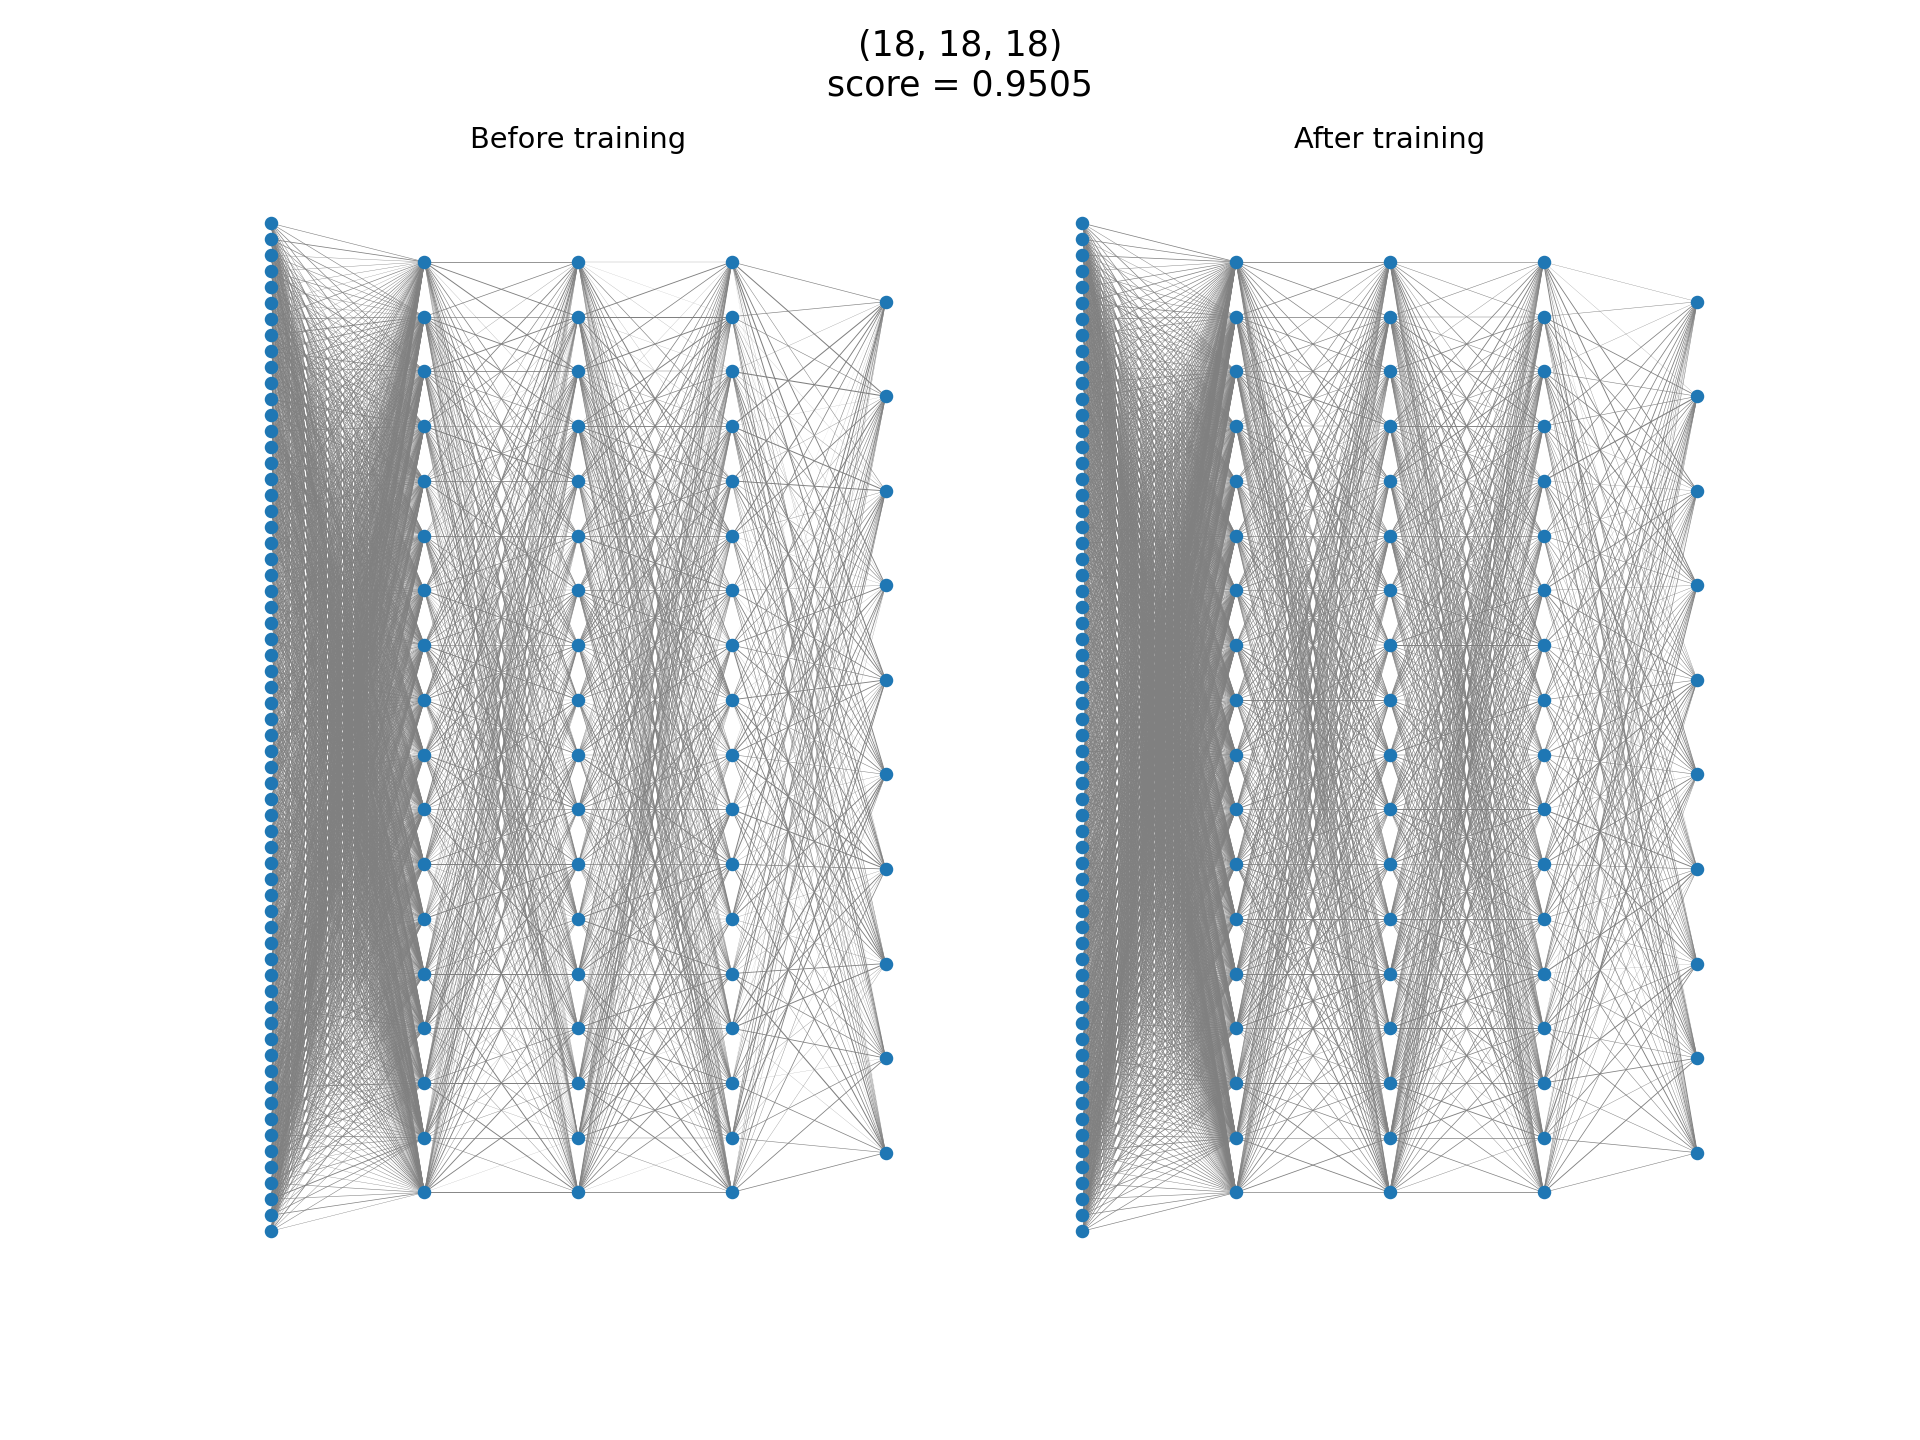 (18, 18, 18)
score = 0.9505
Before training
After training